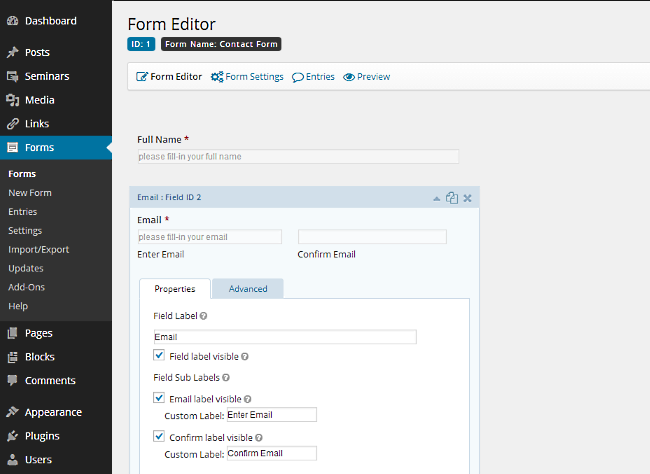 Dashboard
Posts
Seminars
Media
Links
Forms
Forms
New Form
Entries
Settings
Import/Export
Updates
Add-Ons
Help
Pages
Blocks
Comments
Appearance
Plugins
Users
Form Editor
ID: 1 Form Name: Contact Form
Form Editor Form Settings Entries Preview
Full Name *
please fill-in your full name
Email : Field ID 2
Email *
please fill-in your email
Enter Email Confirm Email
Properties Advanced
Field Label ?
Email
Field label visible ?
Field Sub Labels ?
Email label visible ?
Custom Label: Enter Email
Confirm label visible ?
Custom Label: Confirm Email